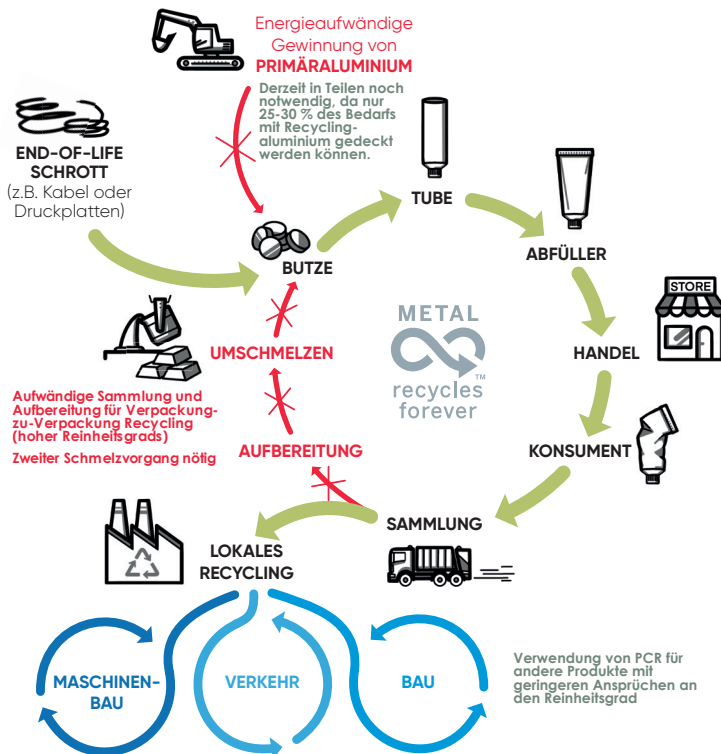 Energieaufwändige
Gewinnung von
PRIMÄRALUMINIUM
Derzeit in Teilen noch
notwendig, da nur
25-30 % des Bedarfs
mit Recycling-
aluminium gedeckt
werden können.
END-OF-LIFE
SCHROTT
(z.B. Kabel oder
Druckplatten)
TUBE
ABFÜLLER
BUTZE
STORE
HANDEL
METAL
TM
recycles
forever
UMSCHMELZEN
Aufwändige Sammlung und
Aufbereitung für Verpackung-
zu-Verpackung Recycling
(hoher Reinheitsgrads)
Zweiter Schmelzvorgang nötig
AUFBEREITUNG
KONSUMENT
SAMMLUNG
LOKALES
RECYCLING
MASCHINEN-
BAU
VERKEHR
BAU
Verwendung von PCR für
andere Produkte mit
geringeren Ansprüchen an
den Reinheitsgrad